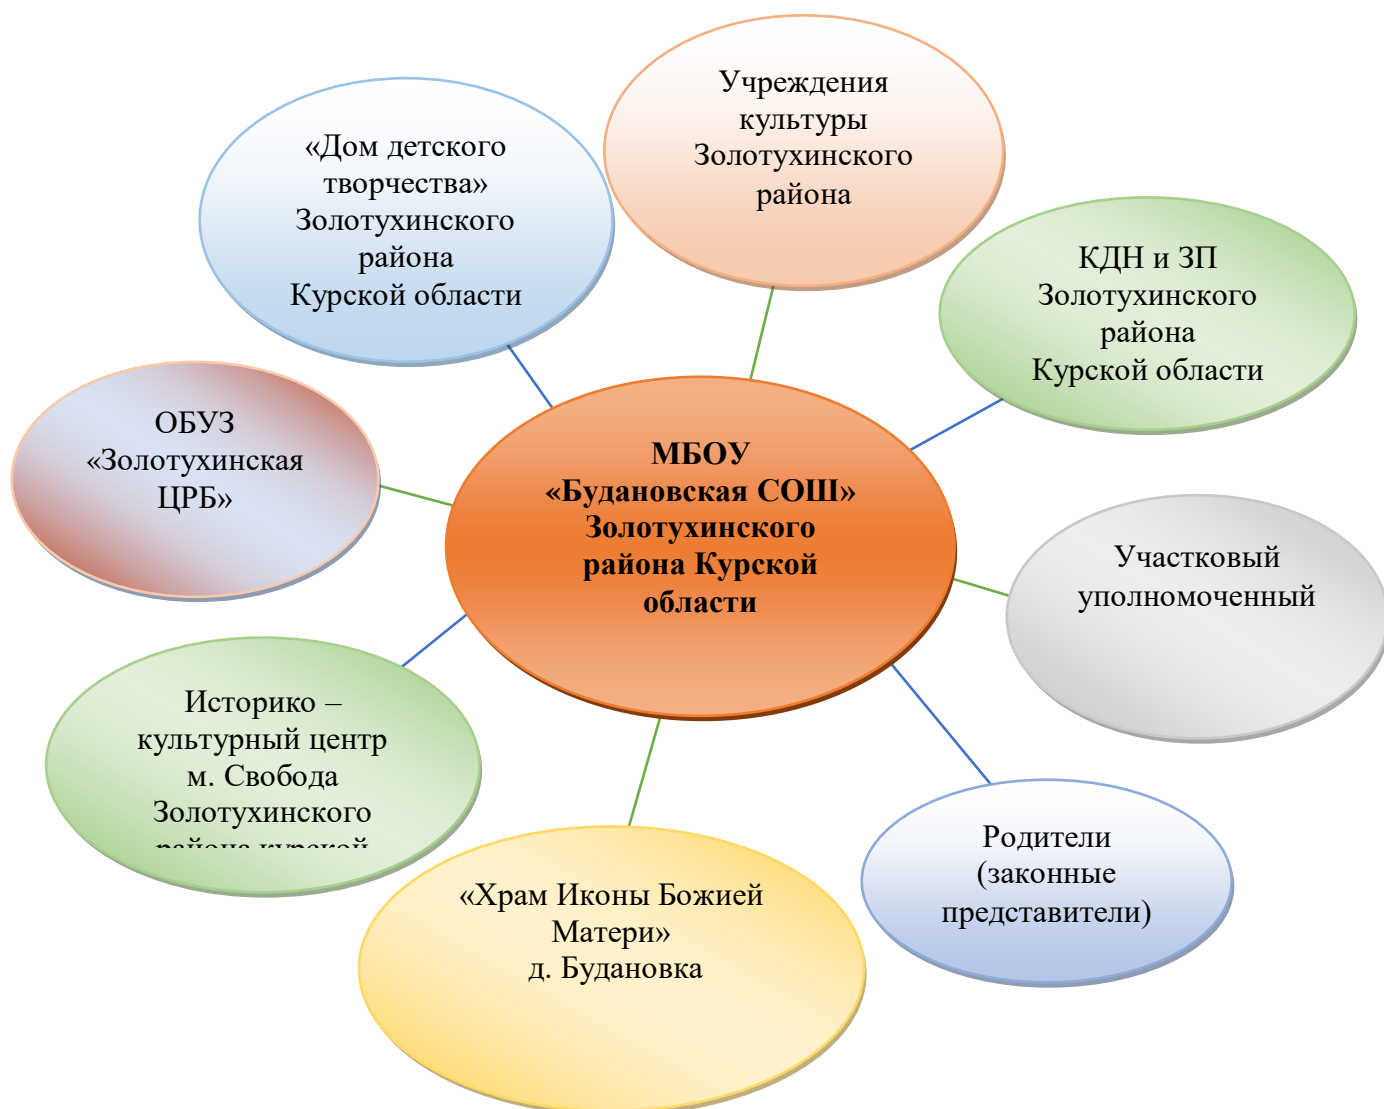 Учреждения
культуры
Золотухинского
района
«Дом детского
творчества»
Золотухинского
района
Курской области
КДН и ЗП
Золотухинского
района
Курской области
ОБУЗ
«Золотухинская
ЦРБ»
МБОУ
«Будановская СОШ»
Золотухинского
района Курской
области
Участковый
уполномоченный
Историко –
культурный центр
м. Свобода
Золотухинского
района курской
Родители
(законные
представители)
«Храм Иконы Божией
Матери»
д. Будановка